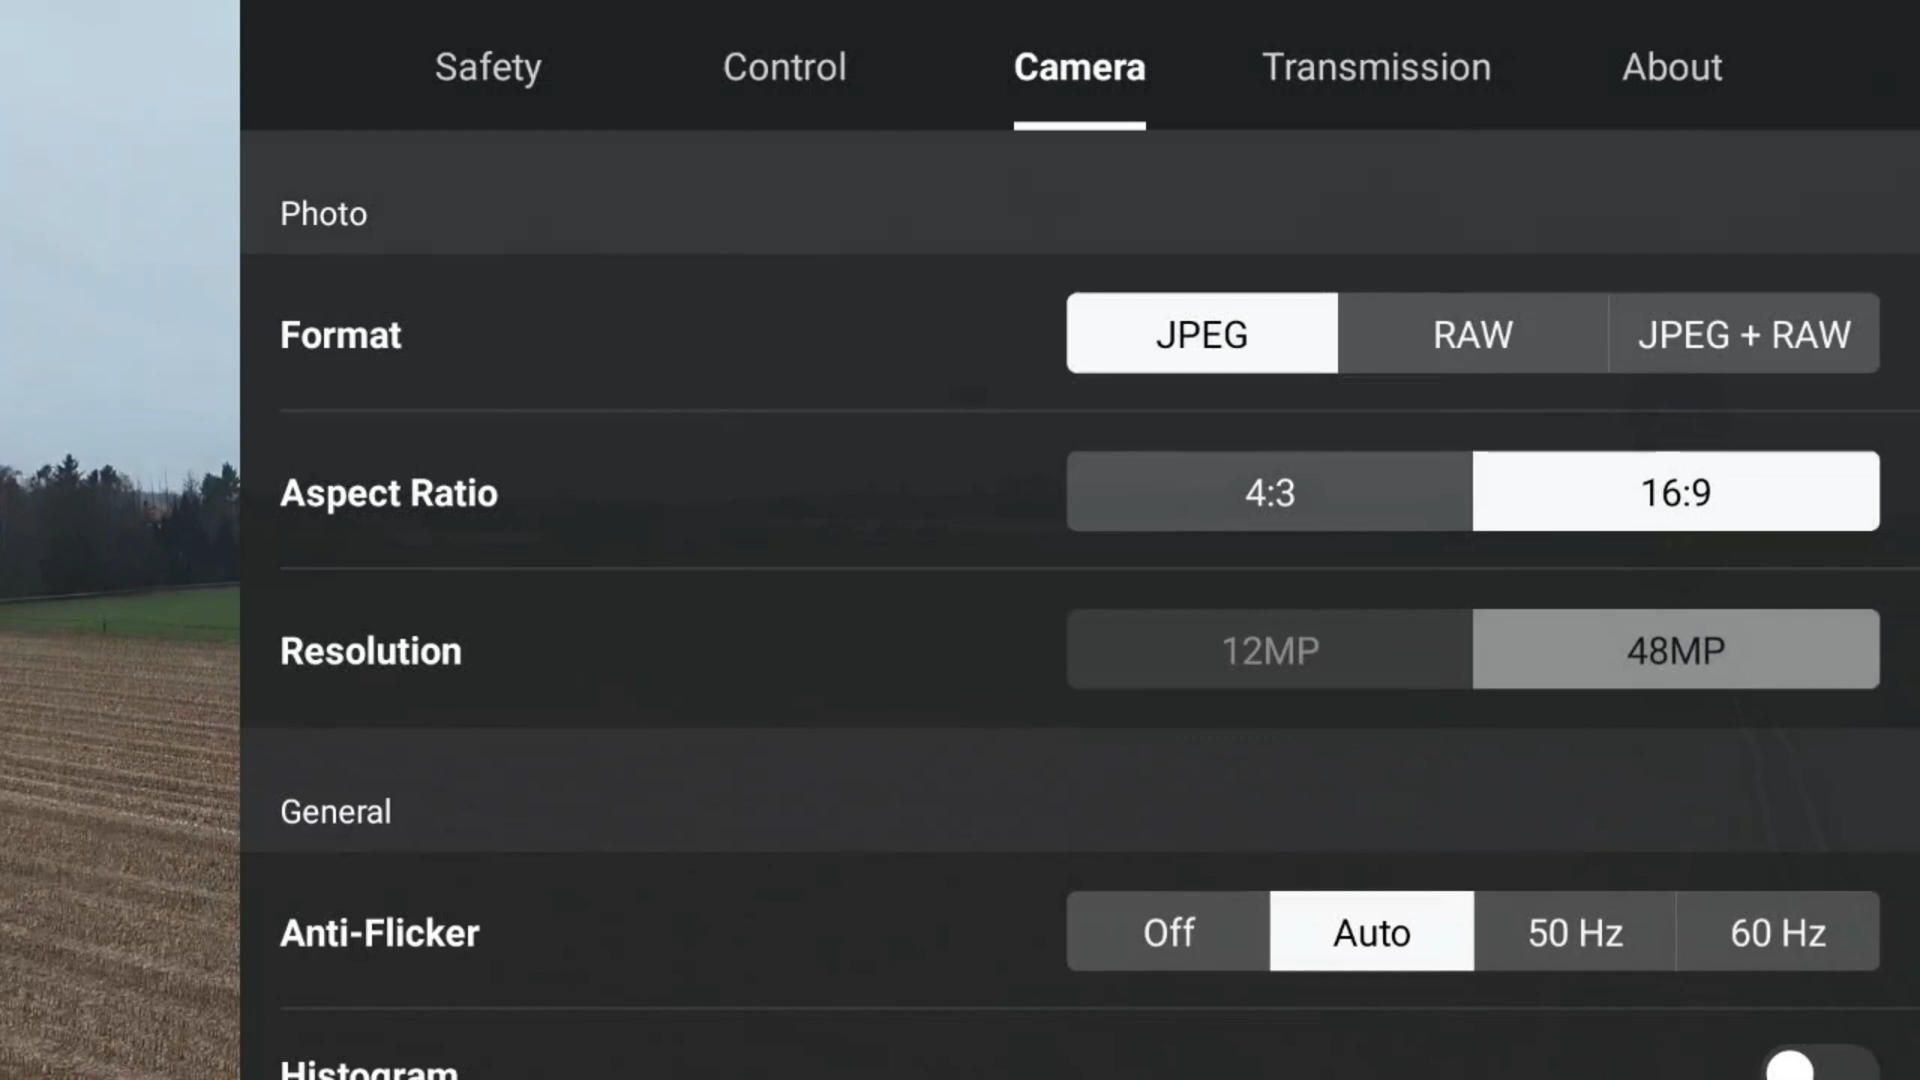 Safety Control Camera Transmission About
Photo
Format JPEG RAW JPEG + RAW
Aspect Ratio 4:3 16:9
Resolution 12MP 48MP
General
Anti-Flicker Off Auto 50 Hz 60 Hz
Histogram